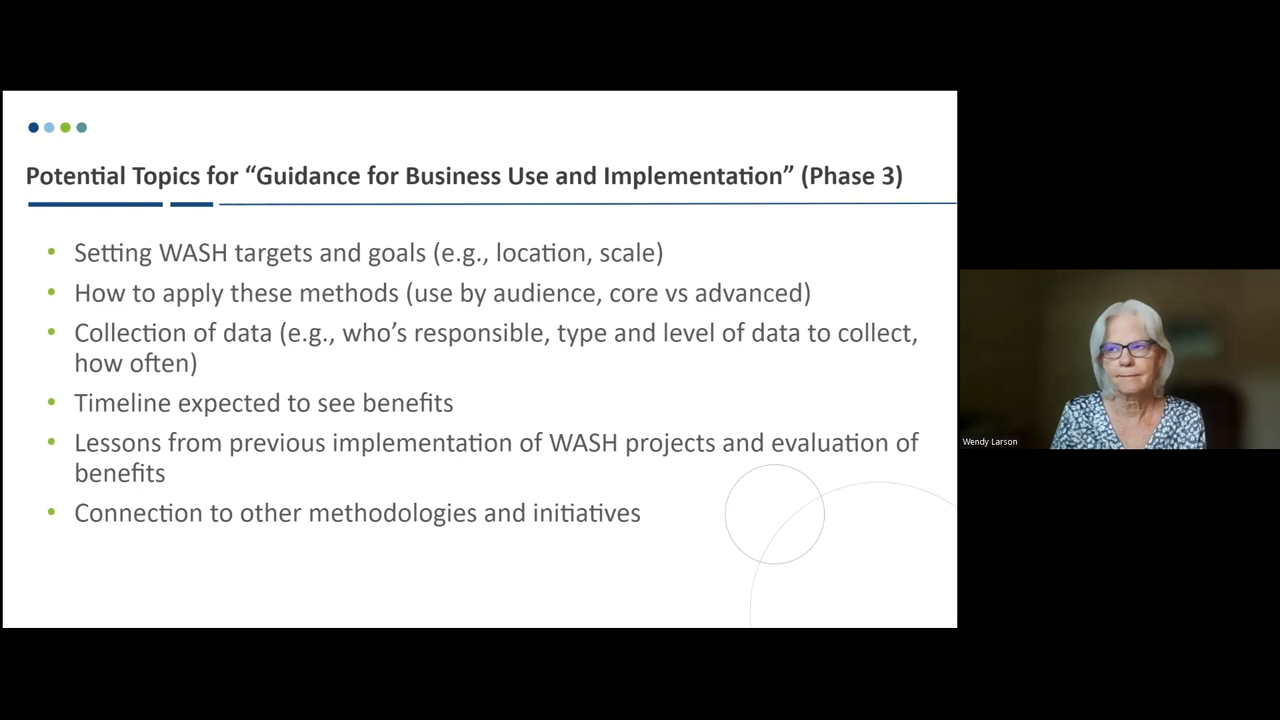 Potential Topics for “Guidance for Business Use and Implementation” (Phase 3)
• Setting WASH targets and goals (e.g., location, scale)
• How to apply these methods (use by audience, core vs advanced)
• Collection of data (e.g., who’s responsible, type and level of data to collect,
how often)
• Timeline expected to see benefits
• Lessons from previous implementation of WASH projects and evaluation of
benefits
• Connection to other methodologies and initiatives
Wendy Larson